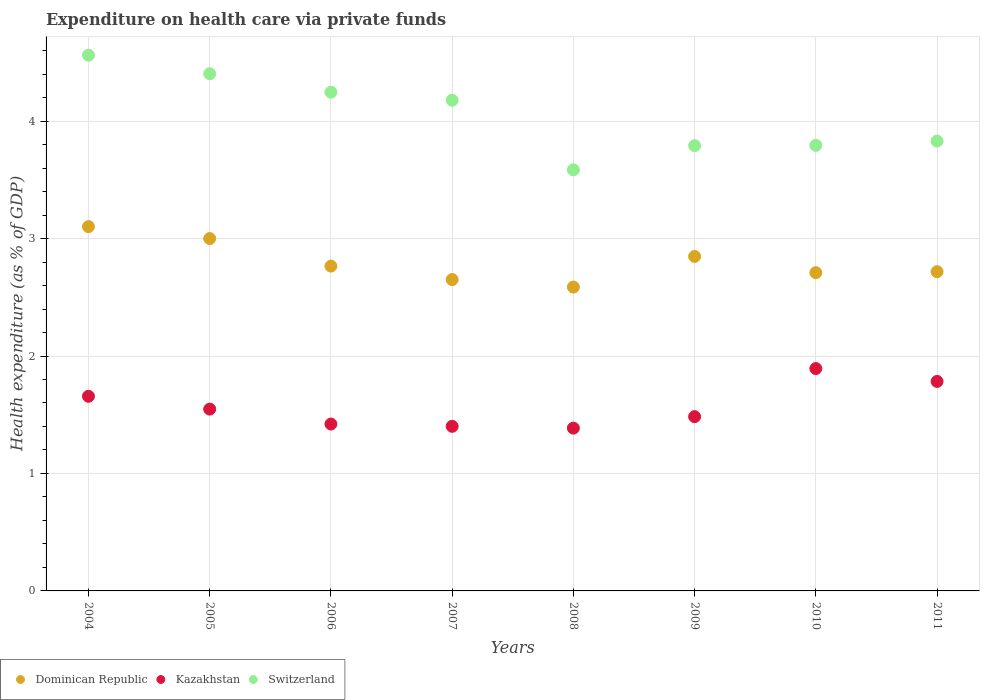 Expenditure on health care via private funds
Health expenditure (as % of GDP)
4
3
2
1
0
2004
2005
2006
2007
2008
2009
2010
2011
Years
Dominican Republic
Kazakhstan
Switzerland